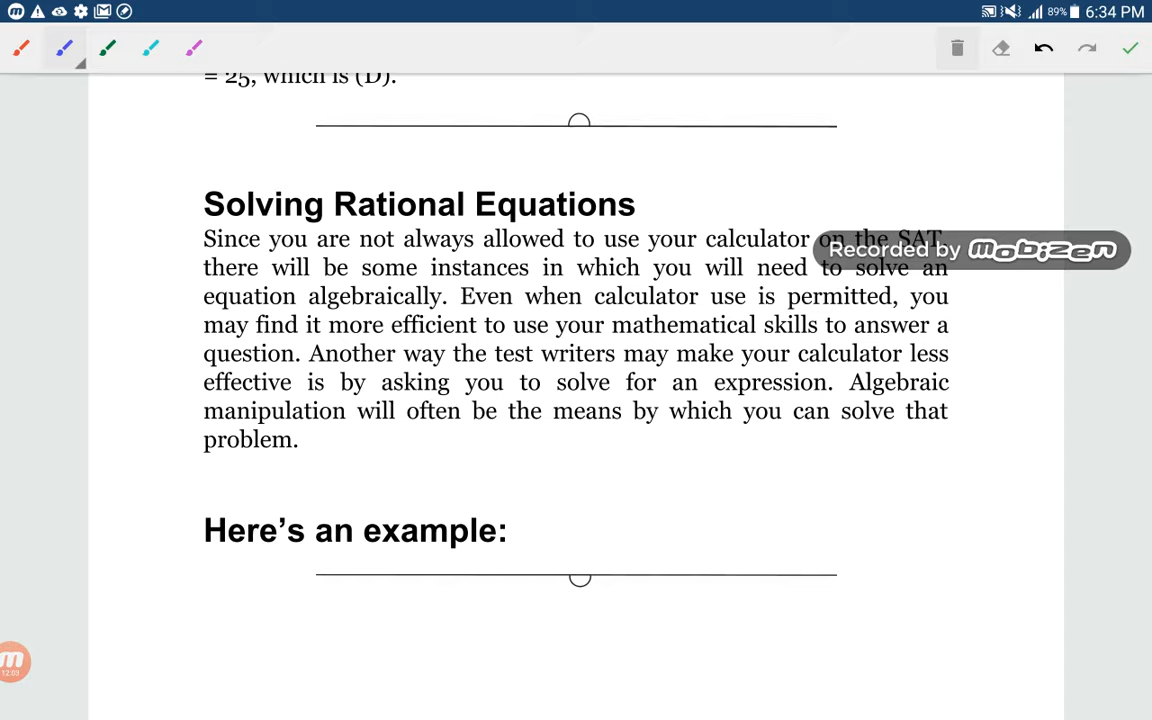 89% 6:34 PM
= 25, which is (D).
Solving Rational Equations
Since you are not always allowed to use your calculator on the SAT,
there will be some instances in which you will need to solve an
equation algebraically. Even when calculator use is permitted, you
may find it more efficient to use your mathematical skills to answer a
question. Another way the test writers may make your calculator less
effective is by asking you to solve for an expression. Algebraic
manipulation will often be the means by which you can solve that
problem.
Recorded by mobizen
Here's an example:
12:03